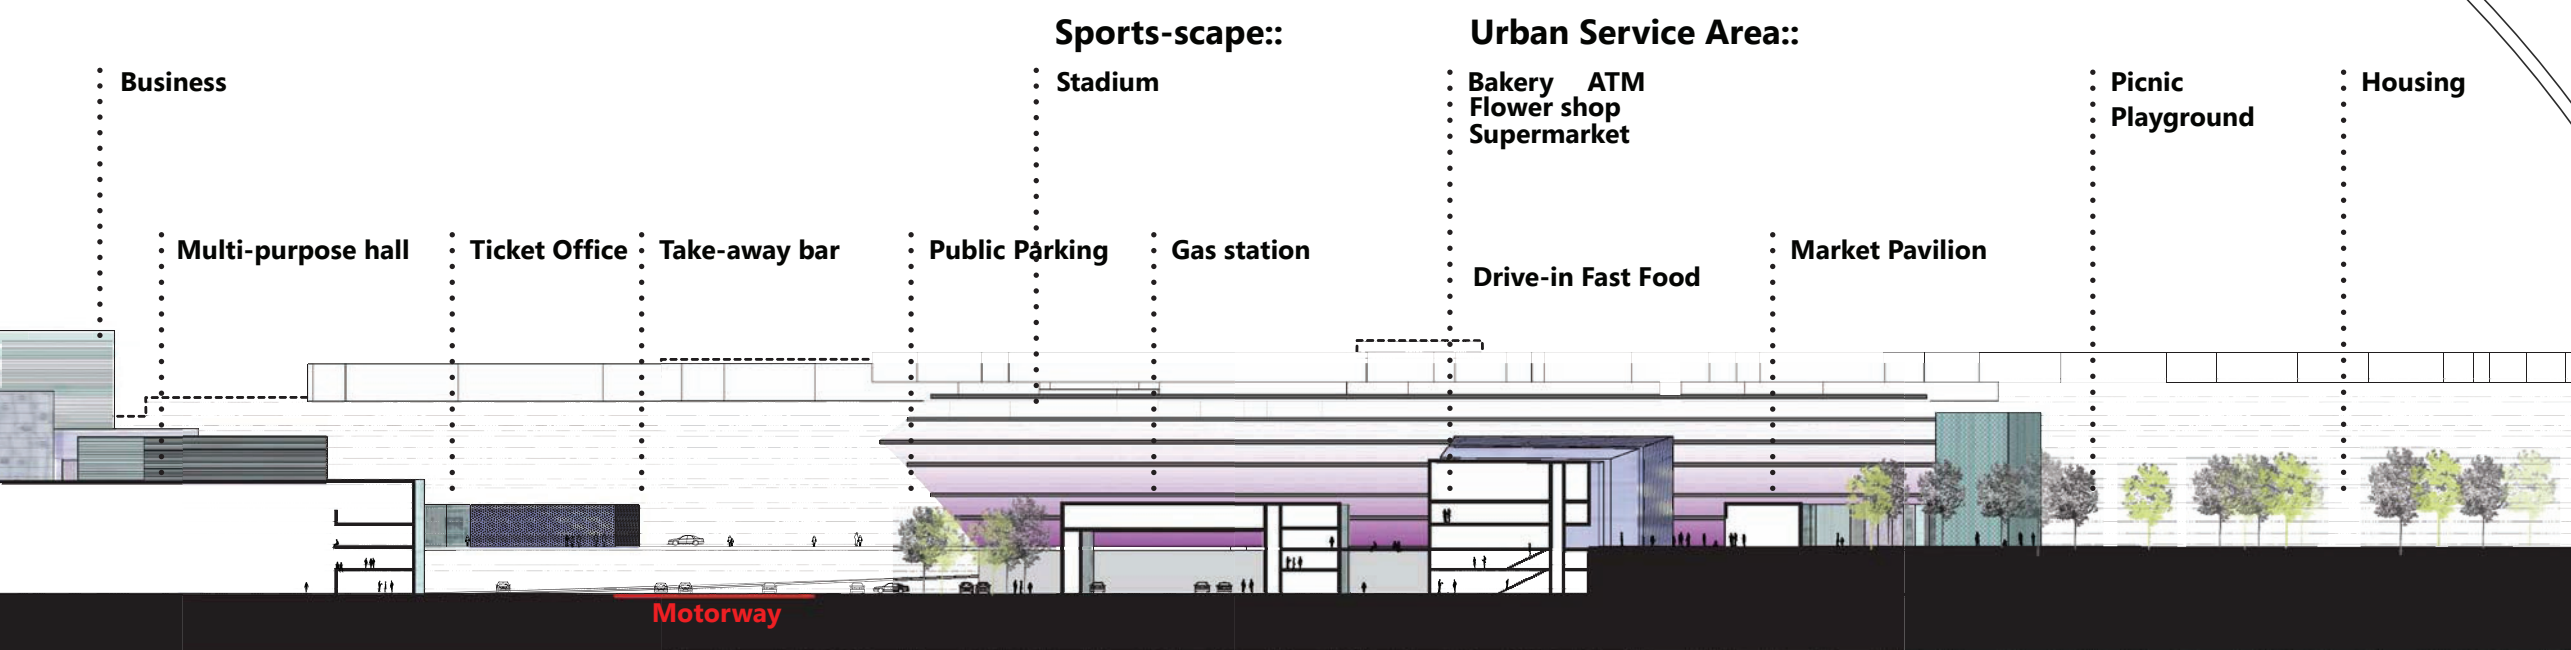 Sports-scape::
Urban Service Area::
Business
Stadium
Bakery ATM
Flower shop
Supermarket
Picnic
Playground
Housing
Multi-purpose hall
Ticket Office
Take-away bar
Public Parking
Gas station
Drive-in Fast Food
Market Pavilion
Motorway